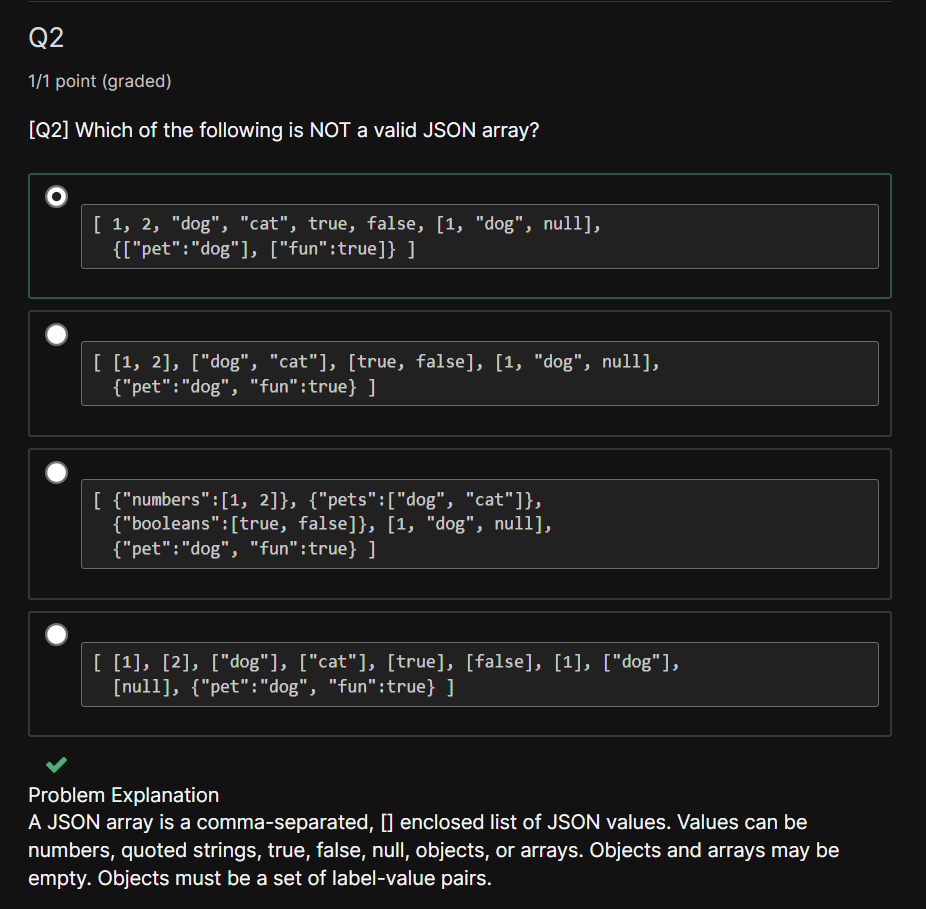 Q2
1/1 point (graded)
[Q2] Which of the following is NOT a valid JSON array?
[ 1, 2, "dog", "cat", true, false, [1, "dog", null],
{["pet":"dog"], ["fun":true]} ]
[ [1, 2], ["dog", "cat"], [true, false], [1, "dog", null],
{"pet":"dog", "fun":true} ]
[ {"numbers":[1, 2]}, {"pets":["dog", "cat"]},
{"booleans":[true, false]}, [1, "dog", null],
{"pet":"dog", "fun":true} ]
[ [1], [2], ["dog"], ["cat"], [true], [false], [1], ["dog"],
[null], {"pet":"dog", "fun":true} ]
Problem Explanation
A JSON array is a comma-separated, [] enclosed list of JSON values. Values can be
numbers, quoted strings, true, false, null, objects, or arrays. Objects and arrays may be
empty. Objects must be a set of label-value pairs.